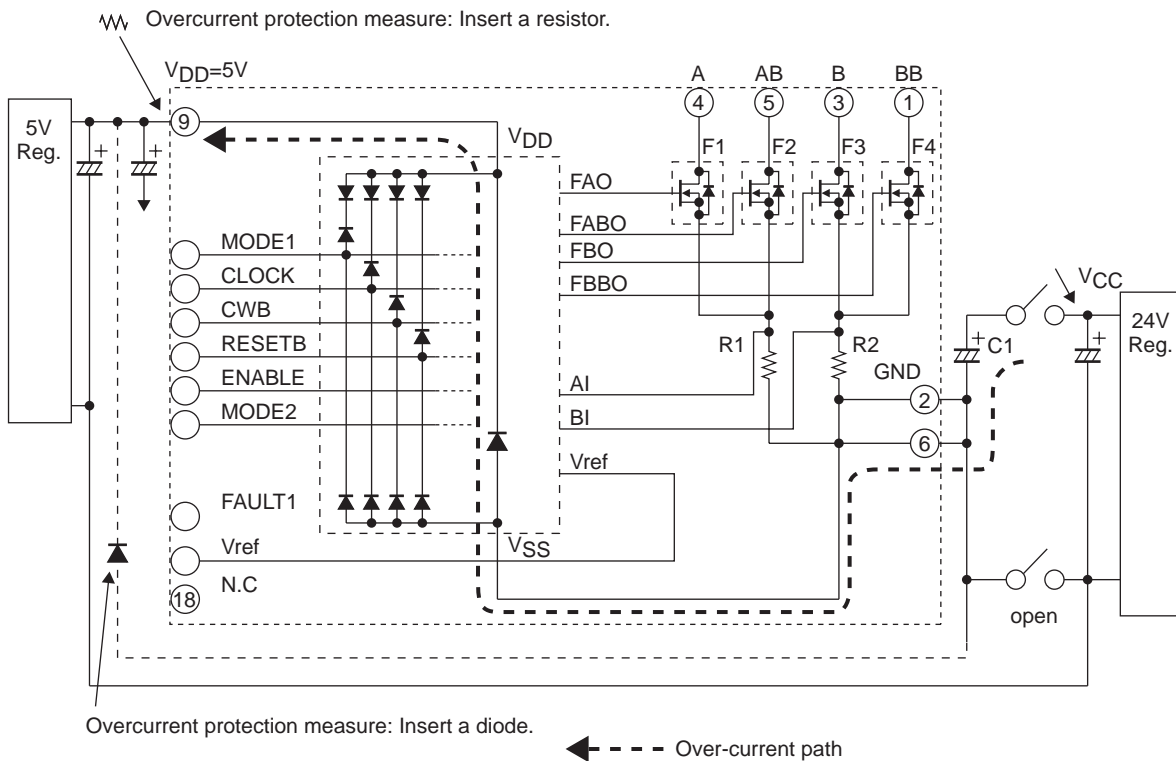 Overcurrent protection measure: Insert a resistor.
VDD=5V
A
AB
B
BB
4
5
3
1
9
5V
Reg.
+
+
VDD
F1
F2
F3
F4
FAO
FABO
FBO
FBBO
MODE1
CLOCK
CWB
RESETB
ENABLE
MODE2
R1
R2
AI
BI
GND
2
6
C1
+
VCC
+
24V
Reg.
Vref
FAULT1
VSS
Vref
N.C
18
open
Overcurrent protection measure: Insert a diode.
Over-current path